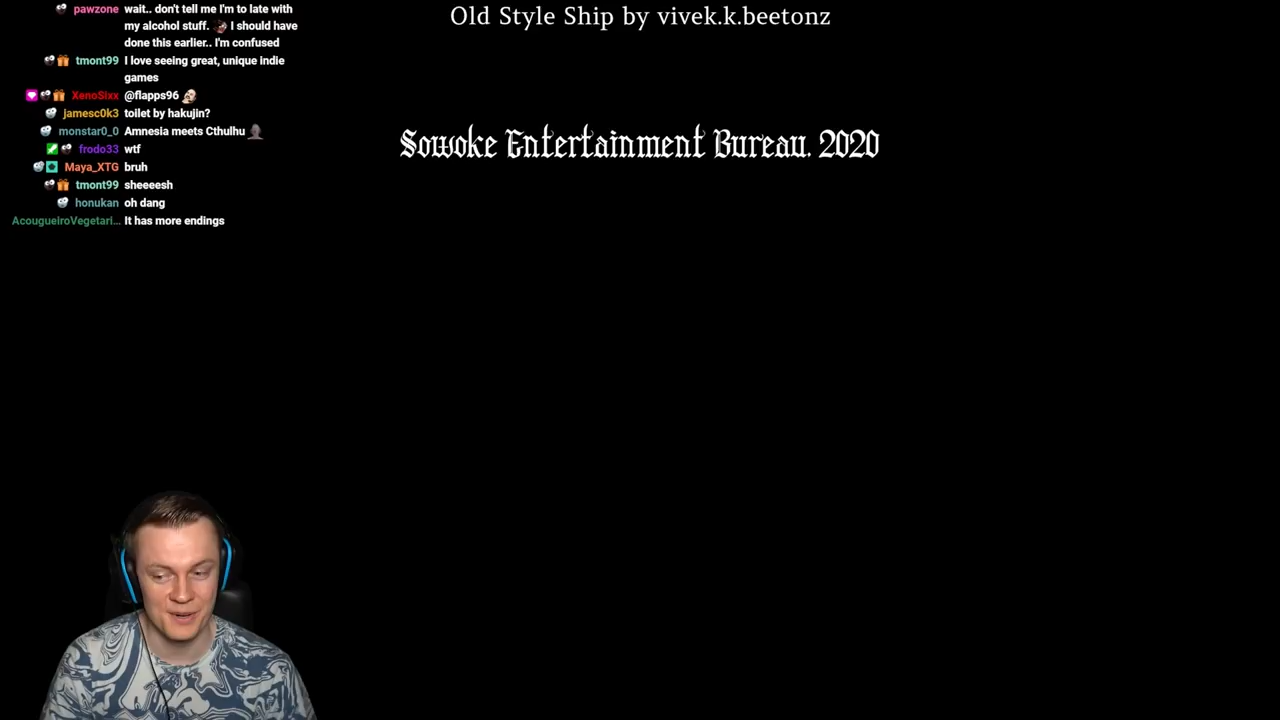 pawzone wait.. don't tell me I'm to late with
my alcohol stuff. I should have
done this earlier.. I'm confused
tmont99 I love seeing great, unique indie
games
XenoSixx @flapps96
jamesc0k3 toilet by hakujin?
monstar0_0 Amnesia meets Cthulhu
frodo33 wtf
Maya_XTG bruh
tmont99 sheeeesh
honukan oh dang
AcougueiroVegetari... It has more endings
Old Style Ship by vivek.k.beetonz
Sowoke Entertainment Bureau. 2020